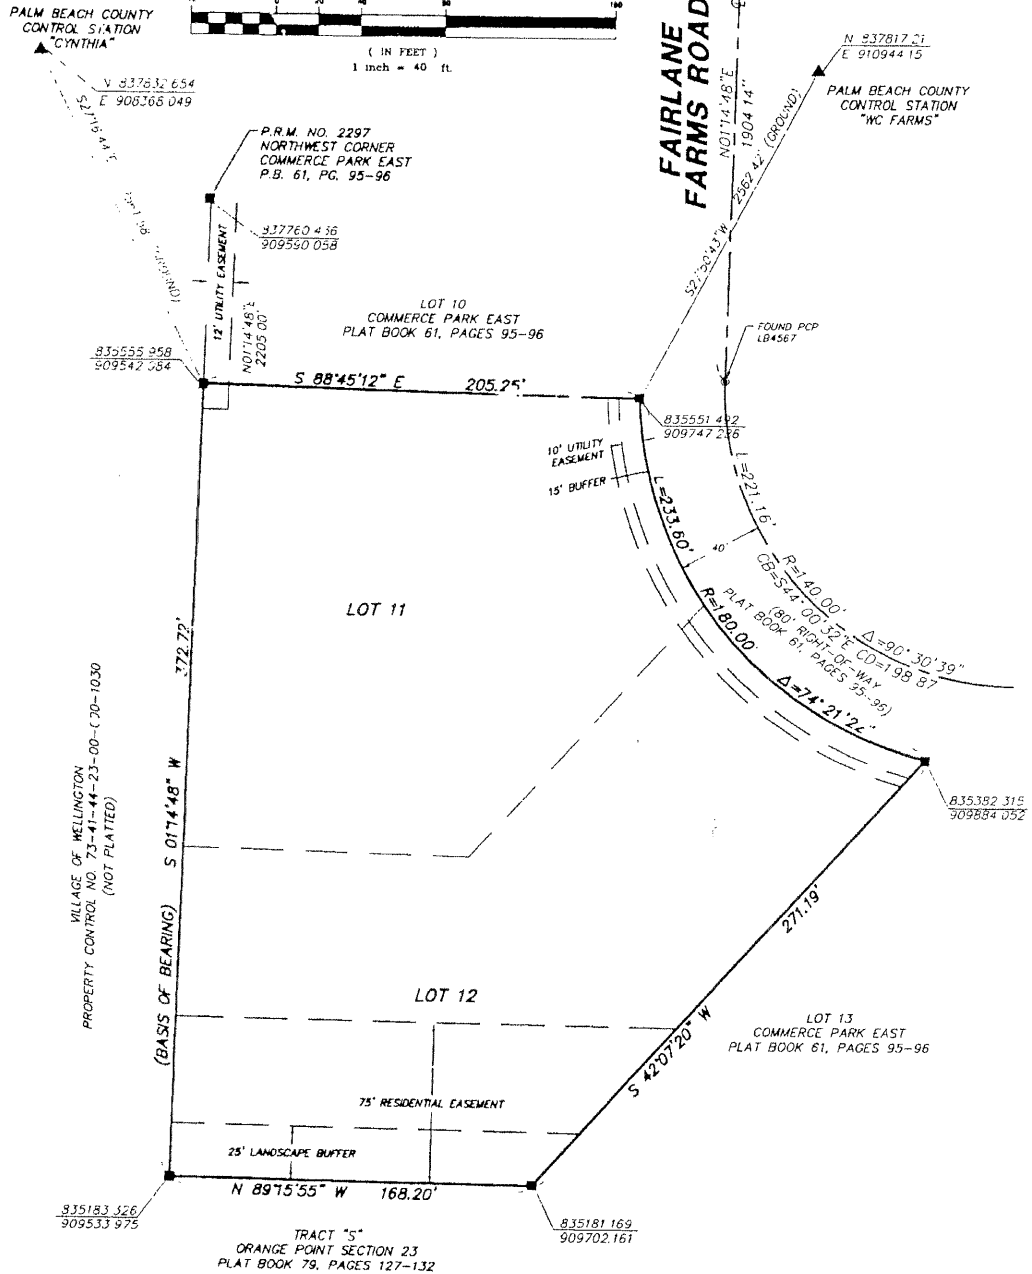 PALM BEACH COUNTY
CONTROL STATION
"CYNTHIA"
N 837832.654
E 908368.049
( IN FEET )
1 inch = 40 ft.
FAIRLANE
FARMS ROAD
N01°14'48"E
1904.14"
N 837817.21
E 910944.15
PALM BEACH COUNTY
CONTROL STATION
"WC FARMS"
2562.42' (GROUND)
P.R.M. NO. 2297
NORTHWEST CORNER
COMMERCE PARK EAST
P.B. 61, PG. 95-96
837760.436
909590.058
12' UTILITY EASEMENT
N01°14'48"E
2205.00'
LOT 10
COMMERCE PARK EAST
PLAT BOOK 61, PAGES 95-96
FOUND PCP
LB4567
835555.958
S 88°45'12" E 205.25'
835551.492
10' UTILITY
EASEMENT
15' BUFFER
L=233.60'
L=221.16'
40'
R=140.00'
Δ=90°30'39"
CB=S44°00'32"E CD=198.87
(80' RIGHT-OF-WAY
PLAT BOOK 61, PAGES 95-96)
R=180.00'
LOT 11
372.72'
S 01°14'48" W
(BASIS OF BEARING)
VILLAGE OF WELLINGTON
(NOT PLATTED)
835382.315
909884.052
271.19'
S 42°07'20" W
LOT 12
LOT 13
COMMERCE PARK EAST
PLAT BOOK 61, PAGES 95-96
75' RESIDENTIAL EASEMENT
25' LANDSCAPE BUFFER
N 89°15'55" W 168.20'
835183.326
909533.975
835181.169
909702.161
TRACT "S"
ORANGE POINT SECTION 23
PLAT BOOK 79, PAGES 127-132